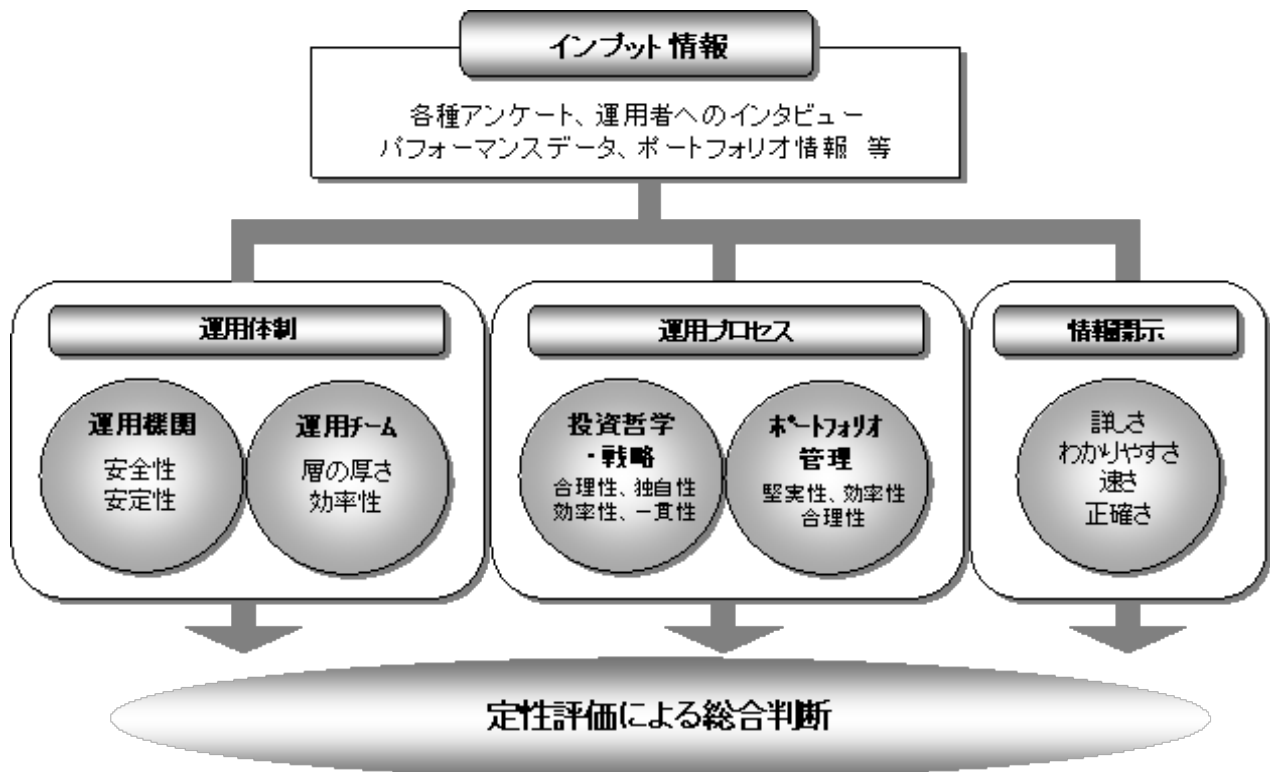 インプット情報
各種アンケート、運用者へのインタビュー
パフォーマンスデータ、ポートフォリオ情報 等
運用体制
運用機関
安全性
安定性
運用チーム
層の厚さ
効率性
運用プロセス
投資哲学
・戦略
合理性、独自性
効率性、一貫性
ポートフォリオ
管理
堅実性、効率性
合理性
情報開示
詳しさ
わかりやすさ
速さ
正確さ
定性評価による総合判断